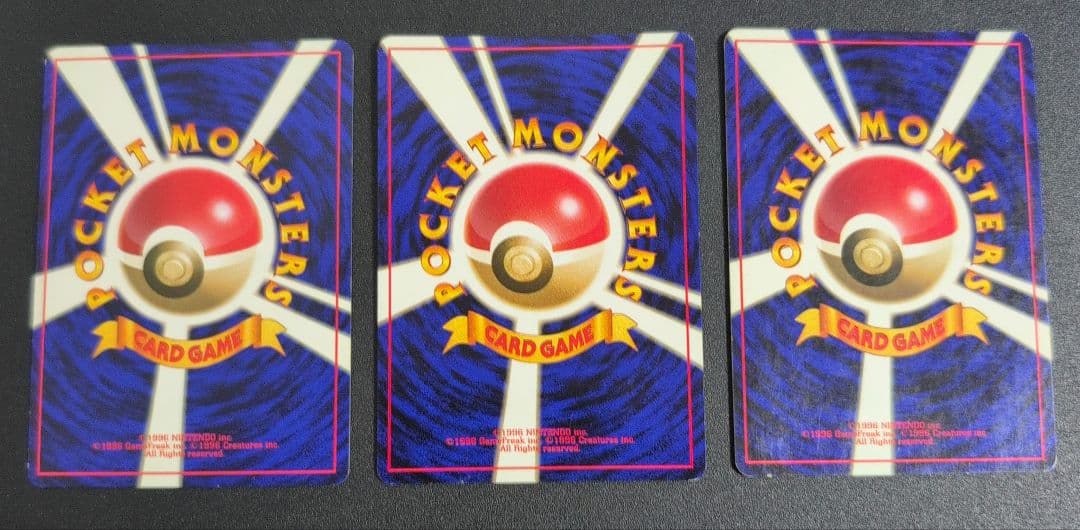 POCKET MONSTERS
CARD GAME
©1996 NINTENDO inc.
©1996 GameFreak inc. ©1996 Creatures inc.
All Rights reserved.
POCKET MONSTERS
CARD GAME
©1996 NINTENDO inc.
©1996 GameFreak inc. ©1996 Creatures inc.
All Rights reserved.
POCKET MONSTERS
CARD GAME
©1996 NINTENDO inc.
©1996 GameFreak inc. ©1996 Creatures inc.
All Rights reserved.